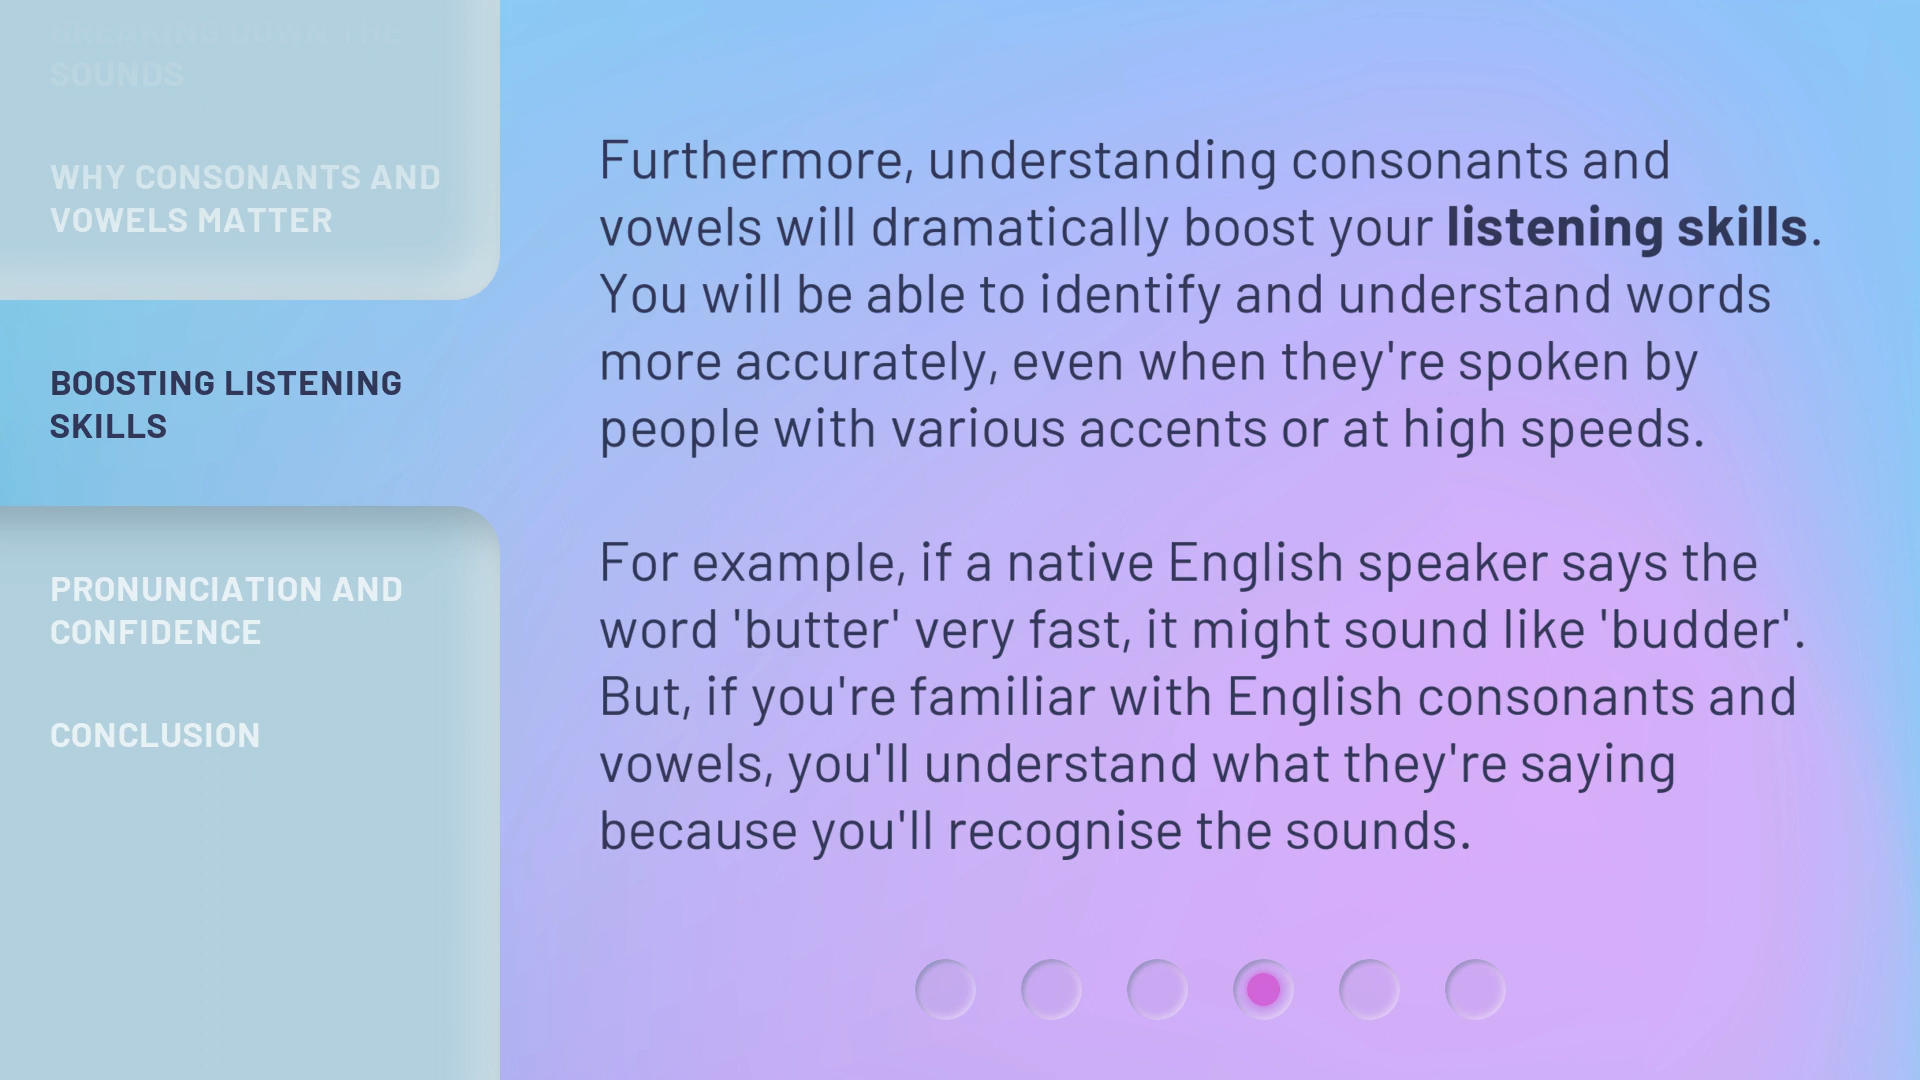 BREAKING DOWN THE
SOUNDS
WHY CONSONANTS AND
VOWELS MATTER
BOOSTING LISTENING
SKILLS
PRONUNCIATION AND
CONFIDENCE
CONCLUSION
Furthermore, understanding consonants and
vowels will dramatically boost your listening skills.
You will be able to identify and understand words
more accurately, even when they're spoken by
people with various accents or at high speeds.
For example, if a native English speaker says the
word 'butter' very fast, it might sound like 'budder'.
But, if you're familiar with English consonants and
vowels, you'll understand what they're saying
because you'll recognise the sounds.